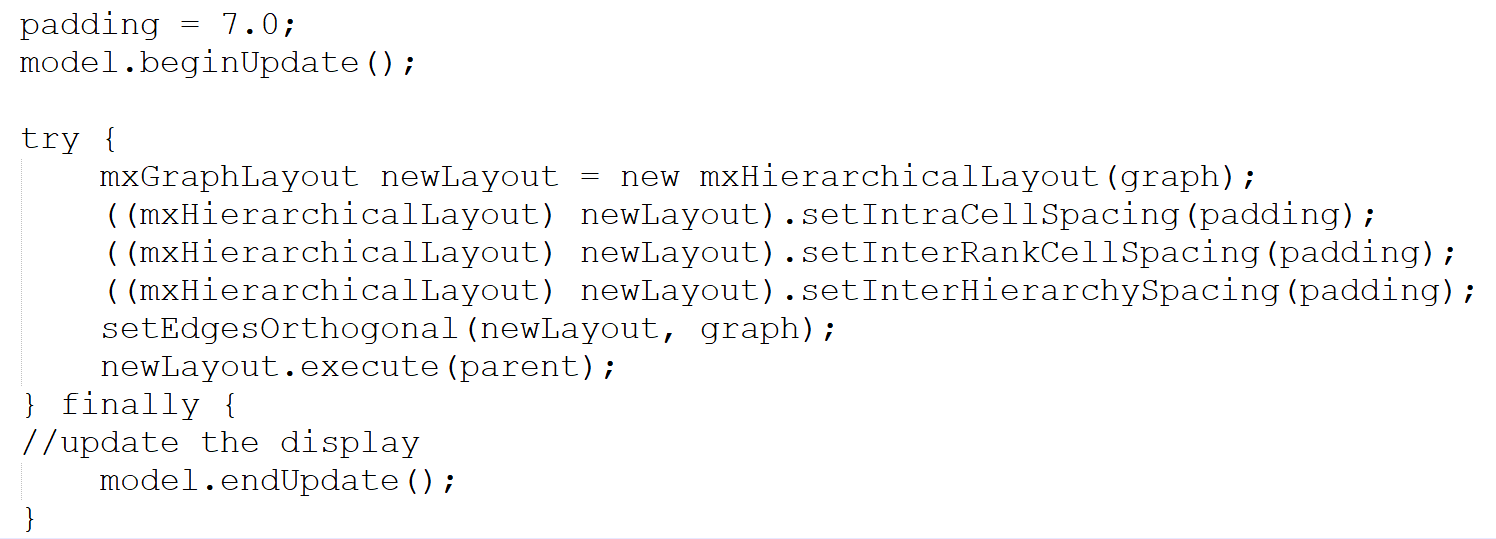 padding = 7.0;
model.beginUpdate();
try {
mxGraphLayout newLayout = new mxHierarchicalLayout(graph);
((mxHierarchicalLayout) newLayout).setIntraCellSpacing(padding);
((mxHierarchicalLayout) newLayout).setInterRankCellSpacing(padding);
((mxHierarchicalLayout) newLayout).setInterHierarchySpacing(padding);
setEdgesOrthogonal(newLayout, graph);
newLayout.execute(parent);
} finally {
//update the display
model.endUpdate();
}